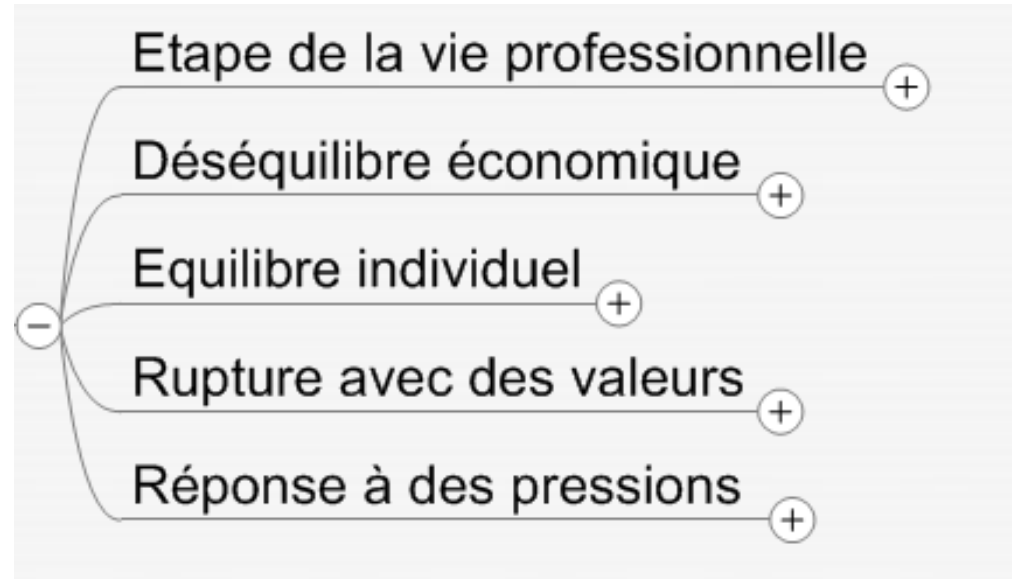 Etape de la vie professionnelle
Déséquilibre économique
Equilibre individuel
Rupture avec des valeurs
Réponse à des pressions